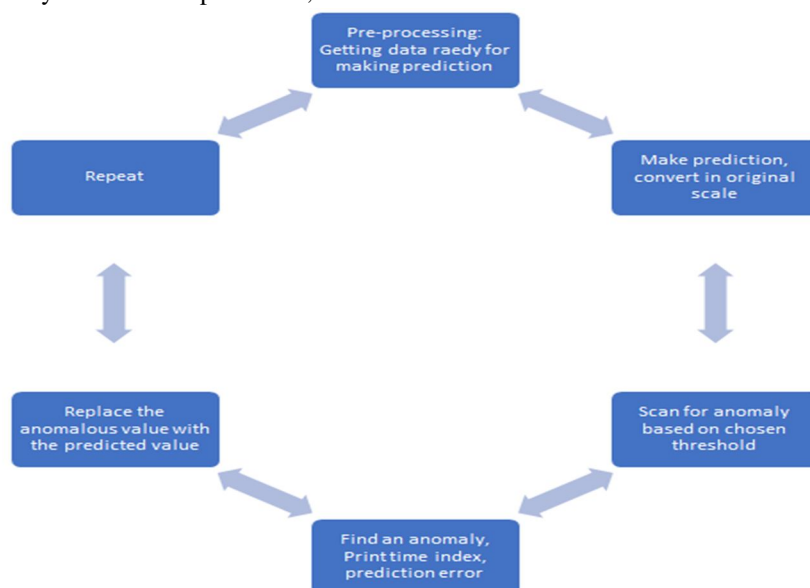 Pre-processing:
Getting data raedy for
making prediction
Repeat
Make prediction,
convert in original
scale
Replace the
anomalous value with
the predicted value
Scan for anomaly
based on chosen
threshold
Find an anomaly,
Print time index,
prediction error